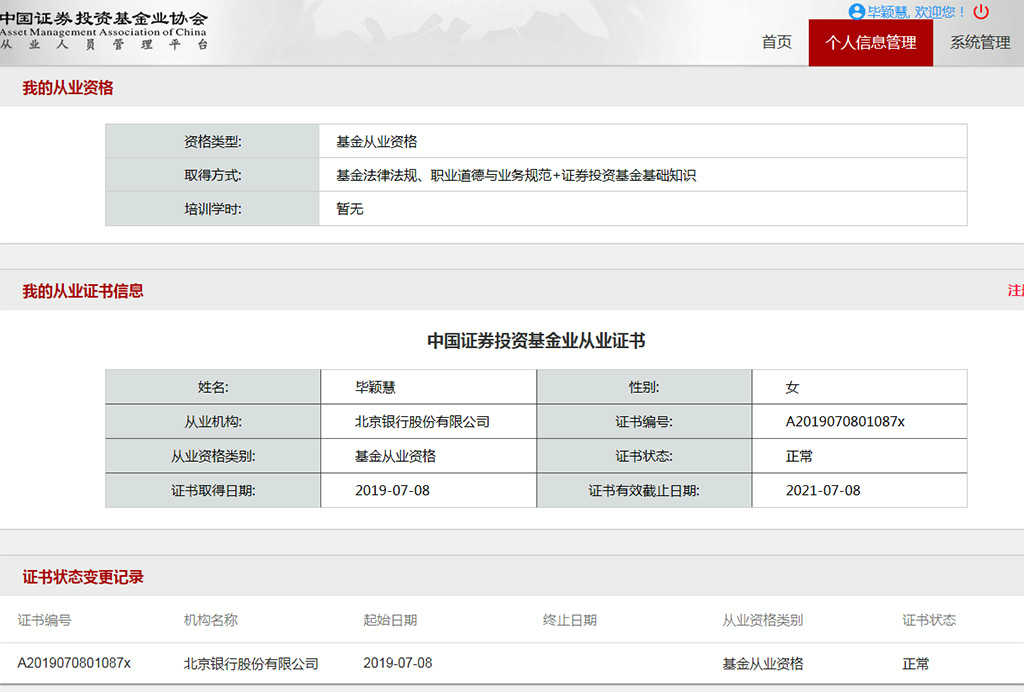 中国证券投资基金业协会
Asset Management Association of China
从业人员管理平台
毕颖慧, 欢迎您！
首页 个人信息管理 系统管理
我的从业资格
资格类型: 基金从业资格
取得方式: 基金法律法规、职业道德与业务规范+证券投资基金基础知识
培训学时: 暂无
我的从业证书信息
中国证券投资基金业从业证书
姓名: 毕颖慧 性别: 女
从业机构: 北京银行股份有限公司 证书编号: A2019070801087x
从业资格类别: 基金从业资格 证书状态: 正常
证书取得日期: 2019-07-08 证书有效截止日期: 2021-07-08
证书状态变更记录
证书编号 机构名称 起始日期 终止日期 从业资格类别 证书状态
A2019070801087x 北京银行股份有限公司 2019-07-08 基金从业资格 正常